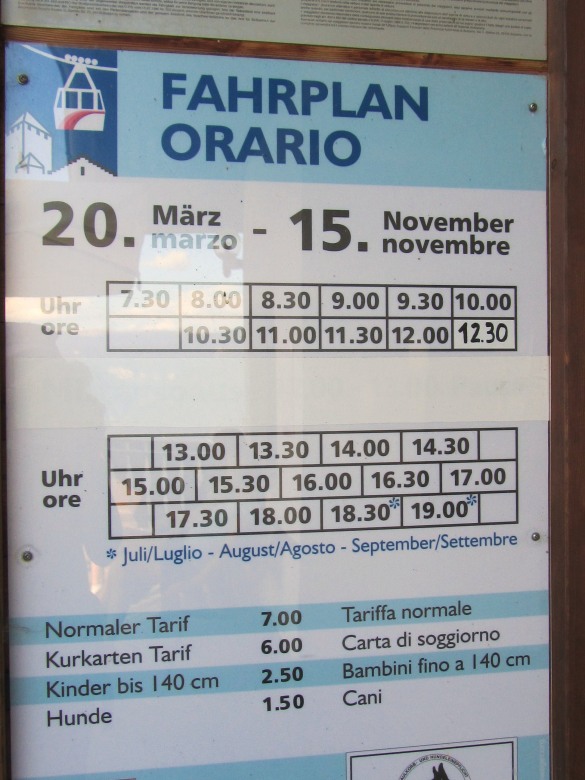 FAHRPLAN
ORARIO
20. März marzo - 15. November novembre
Uhr ore
7.30 8.00 8.30 9.00 9.30 10.00
10.30 11.00 11.30 12.00 12.30
Uhr ore
13.00 13.30 14.00 14.30
15.00 15.30 16.00 16.30 17.00
17.30 18.00 18.30* 19.00*
* Juli/Luglio - August/Agosto - September/Settembre
Normaler Tarif 7.00 Tariffa normale
Kurkarten Tarif 6.00 Carta di soggiorno
Kinder bis 140 cm 2.50 Bambini fino a 140 cm
Hunde 1.50 Cani